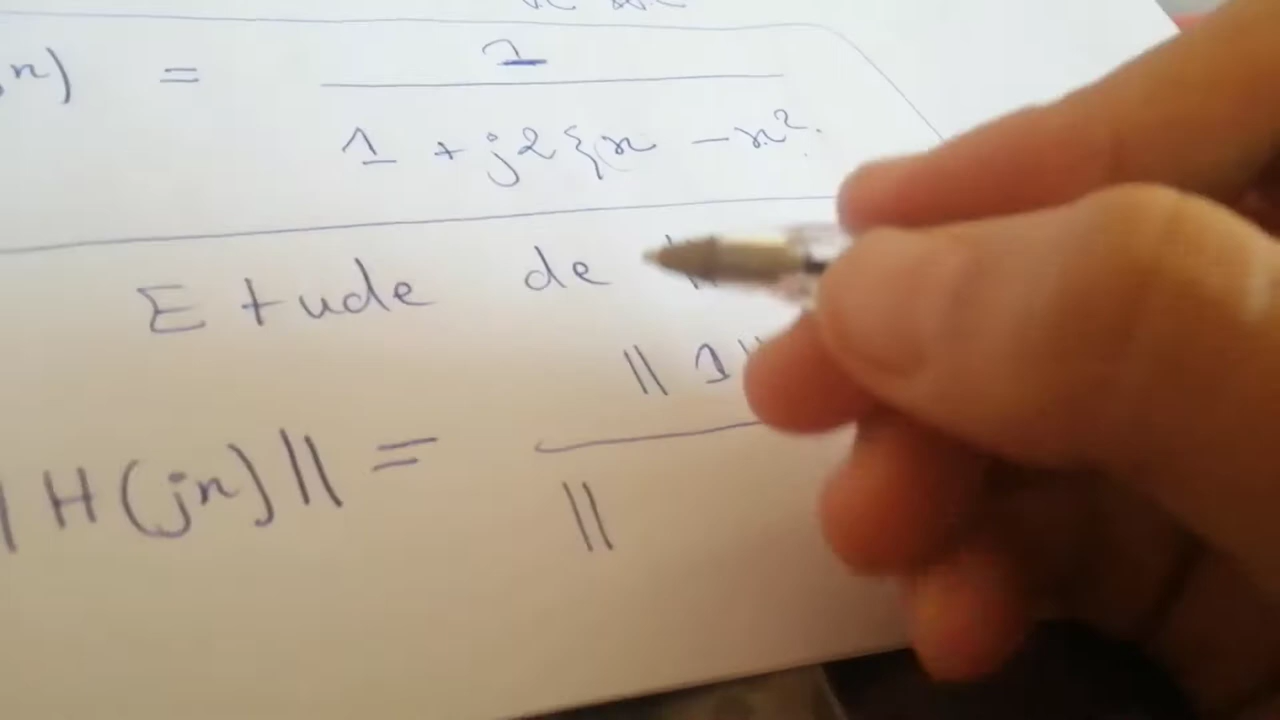 x) = 1 / (1 + j2ξx - x².
Etude de
|| 1 ||
| H(jx) || = ――――
||